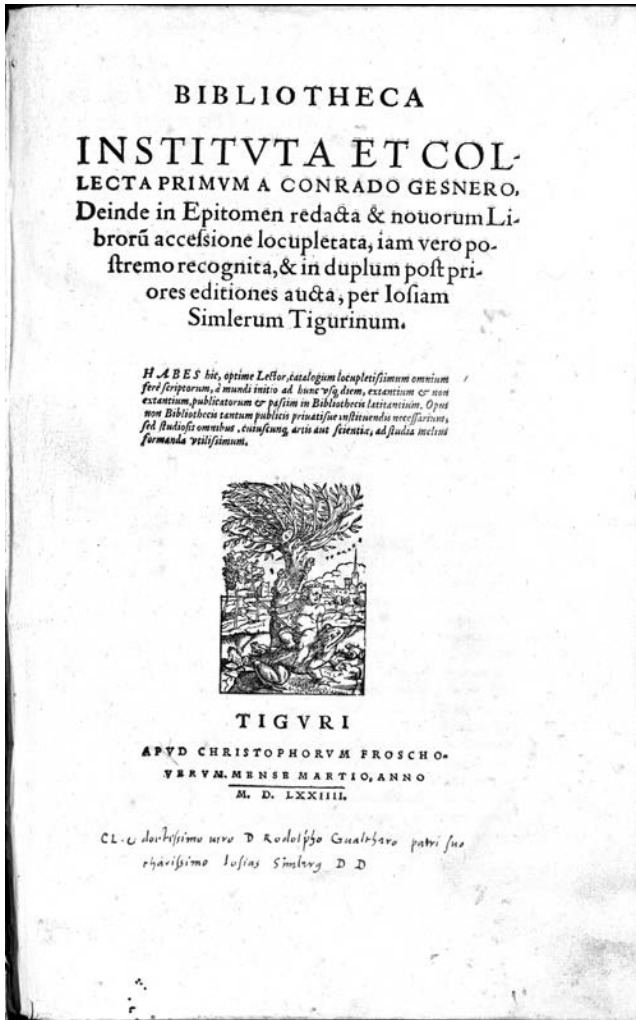 BIBLIOTHECA
INSTITVTA ET COL-
LECTA PRIMVM A CONRADO GESNERO,
Deinde in Epitomen redacta & nouorum Li-
brorũ accessione locupletata, iam vero po-
stremo recognita, & in duplum post pri-
ores editiones aucta, per Iosiam
Simlerum Tigurinum.
HABES hic, optime Lector, catalogum locupletissimum omnium
ferè scriptorum, à mundi initio ad hunc vsq; diem, extantium & non
extantium, publicatorum & passim in Bibliothecis latitantium. Opus
non Bibliothecis tantum publicis priuatisue instituendis necessarium,
sed studiosis omnibus, cuiuscunq; artis aut scientiæ, ad studia melius
formanda vtilissimum.
TIGVRI
APVD CHRISTOPHORVM FROSCHO-
VERVM. MENSE MARTIO, ANNO
M. D. LXXIIII.
CL. doctissimo uiro D Rodolpho Gualthero patri suo
charissimo Iosias Simlerus D D